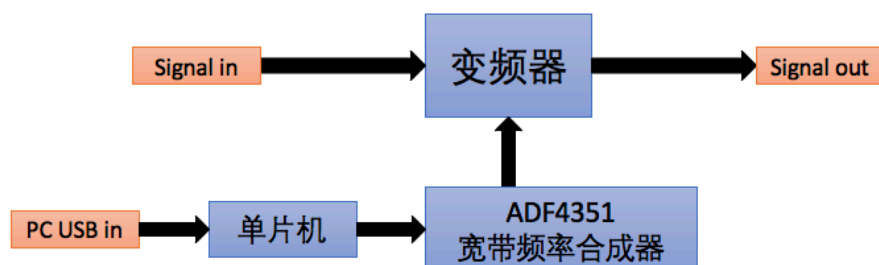 Signal in
变频器
Signal out
PC USB in
单片机
ADF4351
宽带频率合成器